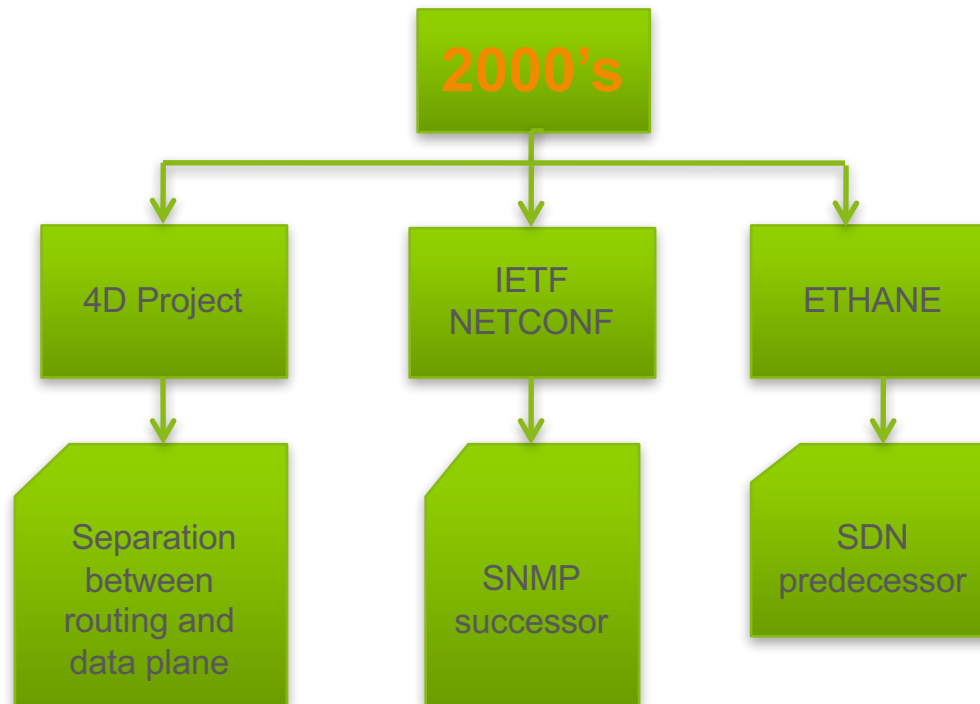 2000’s
4D Project
IETF
NETCONF
ETHANE
Separation
between
routing and
data plane
SNMP
successor
SDN
predecessor